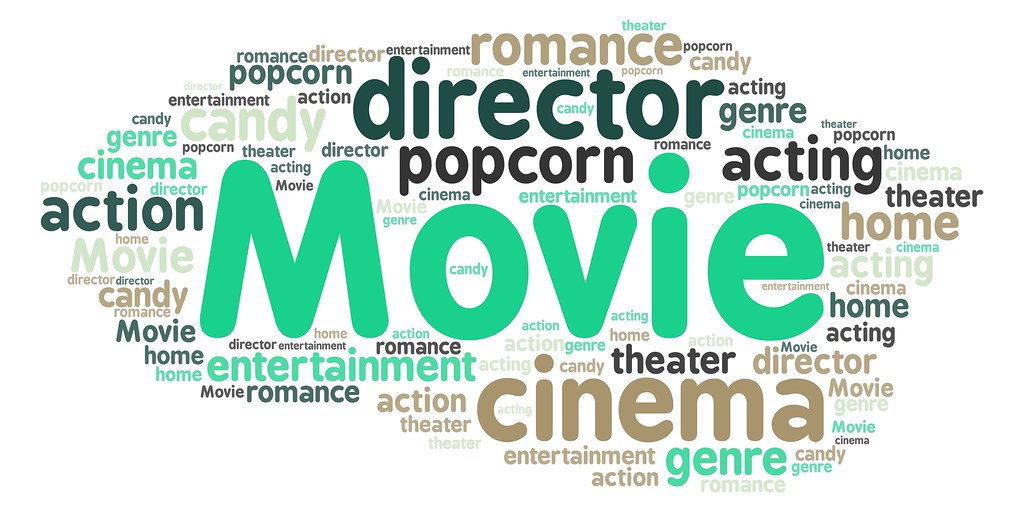 theater
romance director entertainment romance popcorn
popcorn romance entertainment popcorn candy
director entertainment action director candy acting
candy candy genre
genre cinema theater popcorn
popcorn theater director popcorn romance acting home
cinema acting Movie cinema
popcorn director cinema entertainment genre popcorn acting theater
action Movie genre cinema home
home Movie theater cinema
Movie candy acting
director director entertainment cinema
candy home
romance acting
Movie home action action home acting
home director entertainment romance action genre action Movie
entertainment acting candy theater director
home cinema
Movie romance Movie
action acting genre
theater Movie
theater cinema
entertainment genre candy
genre
action romance